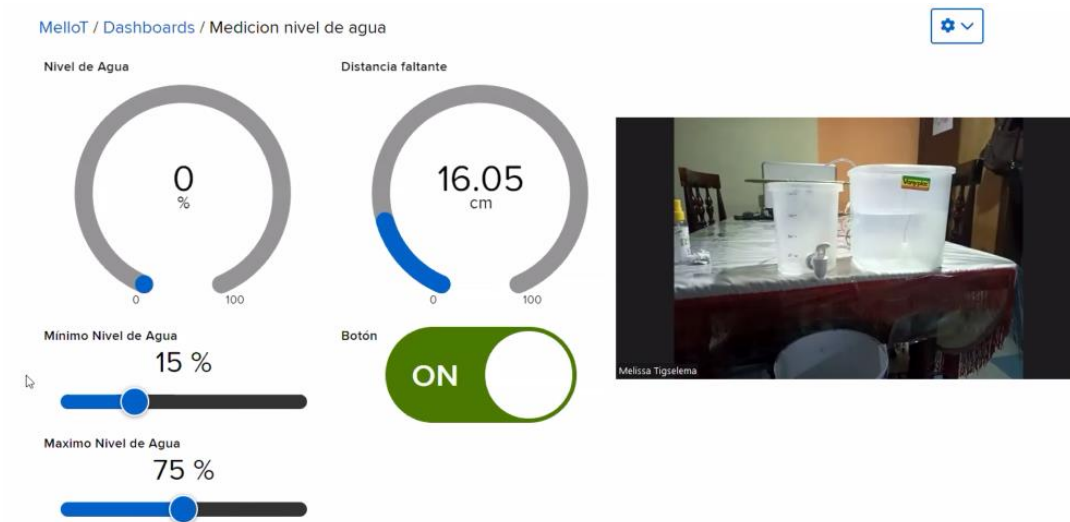 MelIoT / Dashboards / Medicion nivel de agua
Nivel de Agua
0
%
0
100
Distancia faltante
16.05
cm
0
100
Mínimo Nivel de Agua
15 %
Botón
ON
Maximo Nivel de Agua
75 %
Melissa Tigselema